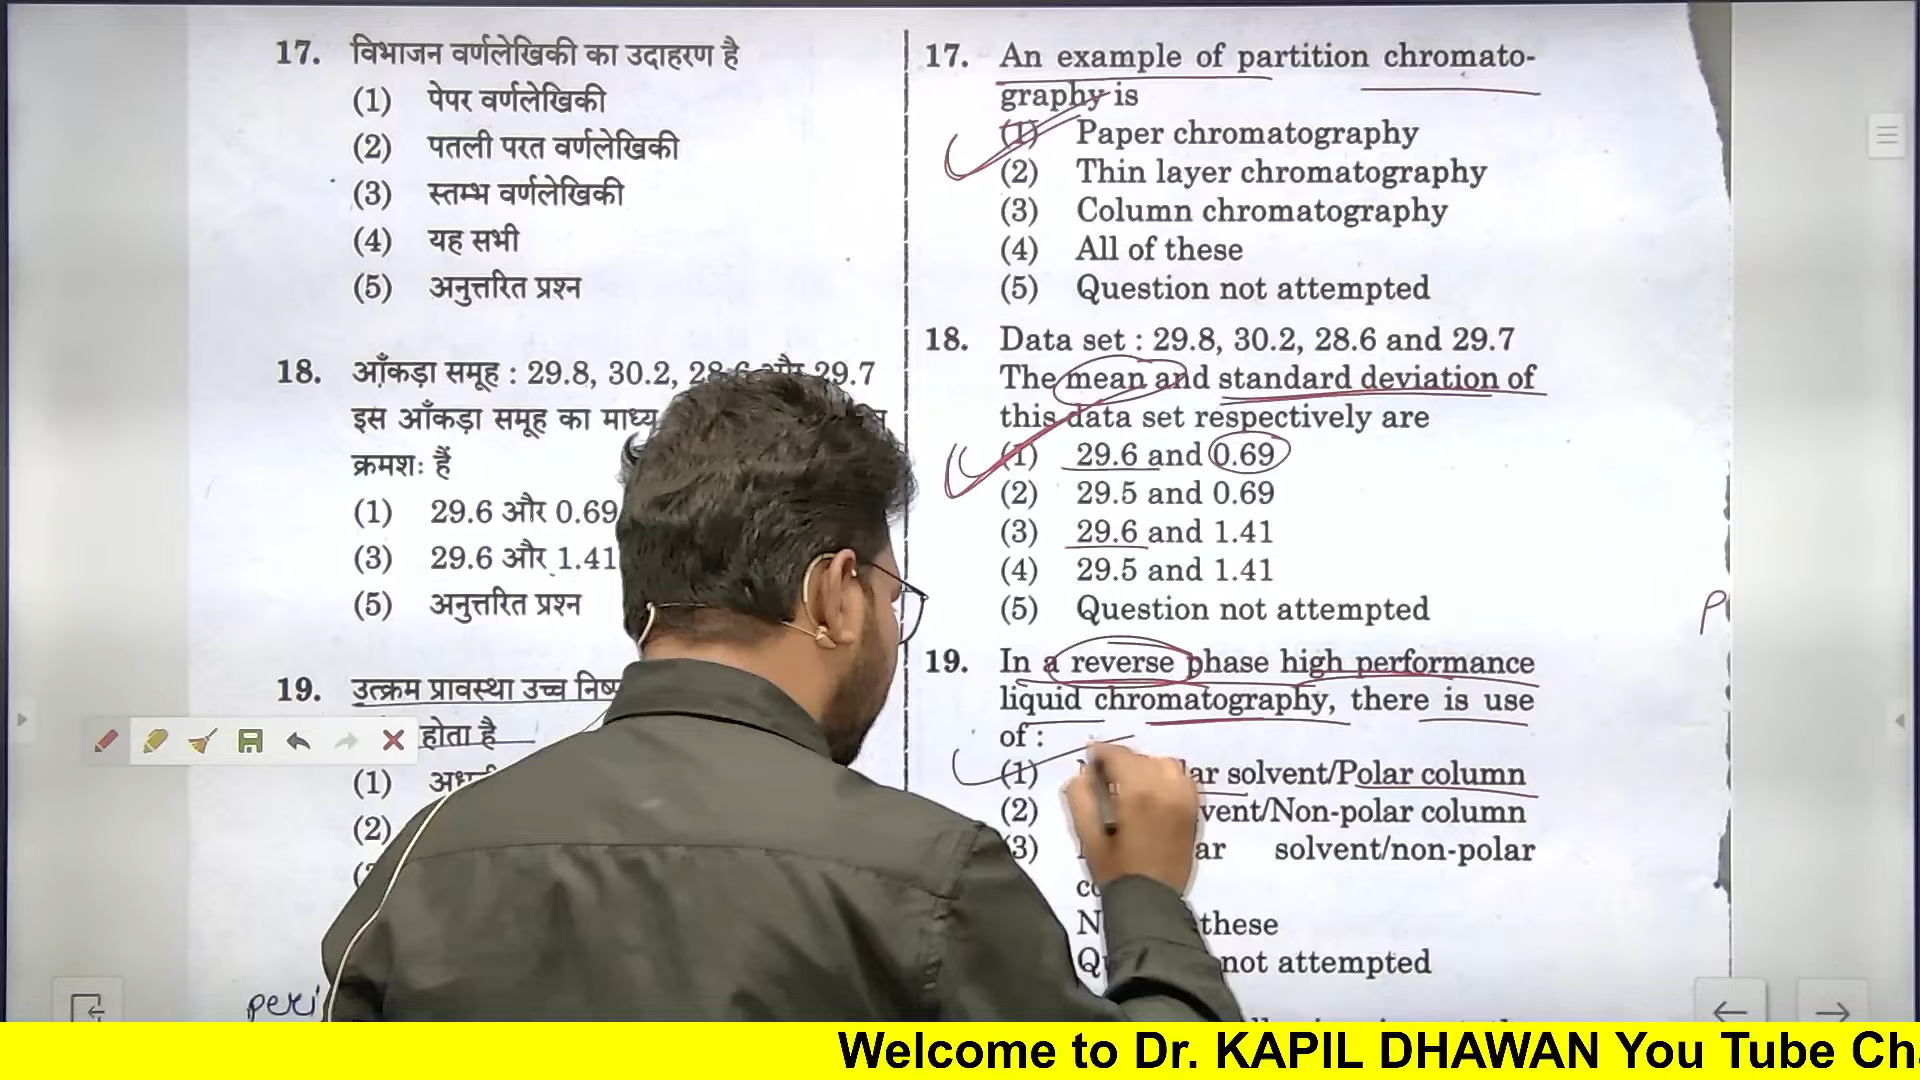 17. विभाजन वर्णलेखिकी का उदाहरण है
(1) पेपर वर्णलेखिकी
(2) पतली परत वर्णलेखिकी
(3) स्तम्भ वर्णलेखिकी
(4) यह सभी
(5) अनुत्तरित प्रश्न
18. आँकड़ा समूह : 29.8, 30.2, 28.6 और 29.7
इस आँकड़ा समूह का
क्रमशः हैं
(1) 29.6 और 0.69
(3) 29.6 और 1.41
(5) अनुत्तरित प्रश्न
19. उत्क्रम प्रावस्था उच्च
होता है
(1)
(2)
peri
17. An example of partition chromato-
graphy is
(1) Paper chromatography
(2) Thin layer chromatography
(3) Column chromatography
(4) All of these
(5) Question not attempted
18. Data set : 29.8, 30.2, 28.6 and 29.7
The mean and standard deviation of
this data set respectively are
(1) 29.6 and 0.69
(2) 29.5 and 0.69
(3) 29.6 and 1.41
(4) 29.5 and 1.41
(5) Question not attempted
19. In a reverse phase high performance
liquid chromatography, there is use
of :
(1) solvent/Polar column
(2) /Non-polar column
(3) solvent/non-polar
these
not attempted
Welcome to Dr. KAPIL DHAWAN You Tube